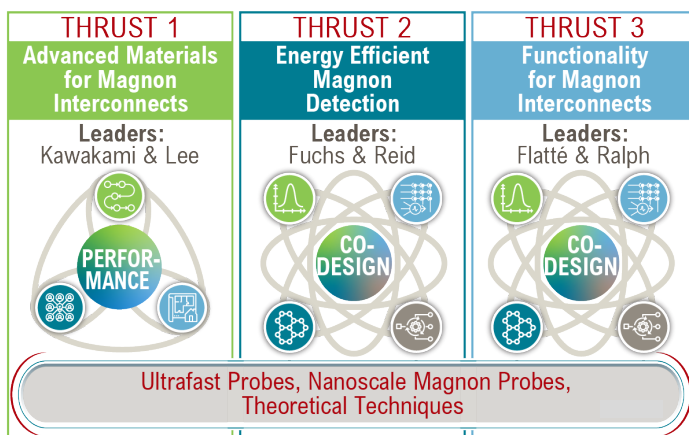 THRUST 1
Advanced Materials
for Magnon
Interconnects
Leaders:
Kawakami & Lee
PERFOR-
MANCE
THRUST 2
Energy Efficient
Magnon
Detection
Leaders:
Fuchs & Reid
CO-
DESIGN
THRUST 3
Functionality
for Magnon
Interconnects
Leaders:
Flatté & Ralph
CO-
DESIGN
Ultrafast Probes, Nanoscale Magnon Probes,
Theoretical Techniques